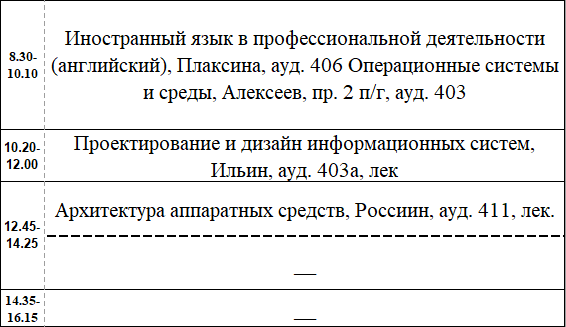 8.30-
10.10
Иностранный язык в профессиональной деятельности
(английский), Плаксина, ауд. 406 Операционные системы
и среды, Алексеев, пр. 2 п/г, ауд. 403
10.20-
12.00
Проектирование и дизайн информационных систем,
Ильин, ауд. 403а, лек
12.45-
14.25
Архитектура аппаратных средств, Россиин, ауд. 411, лек.
—
14.35-
16.15
—